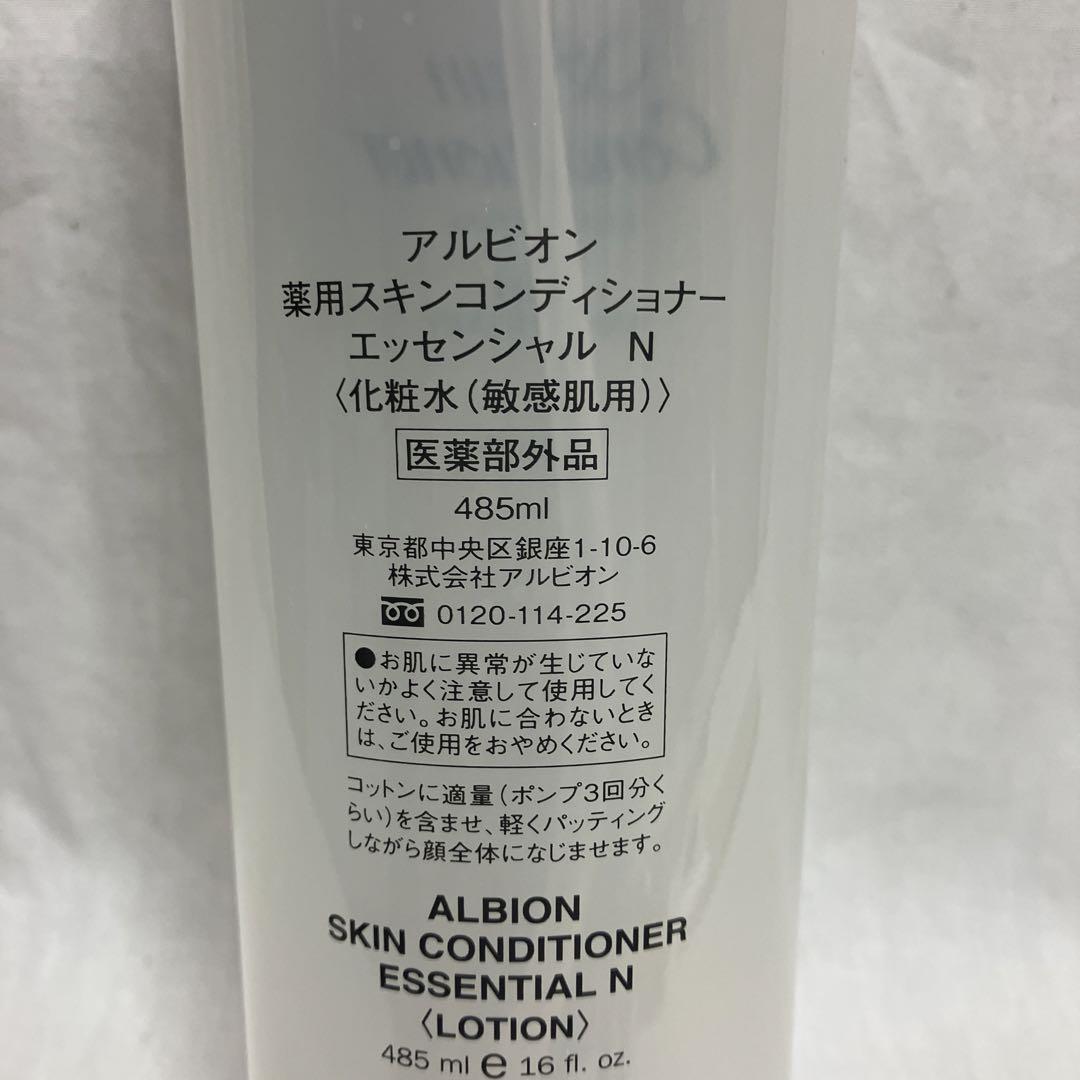 アルビオン
薬用スキンコンディショナー
エッセンシャル N
〈化粧水(敏感肌用)〉
医薬部外品
485ml
東京都中央区銀座1-10-6
株式会社アルビオン
0120-114-225
●お肌に異常が生じていな
いかよく注意して使用してく
ださい。お肌に合わないとき
は、ご使用をおやめください。
コットンに適量(ポンプ3回分く
らい)を含ませ、軽くパッティング
しながら顔全体になじませます。
ALBION
SKIN CONDITIONER
ESSENTIAL N
〈LOTION〉
485 ml e 16 fl. oz.